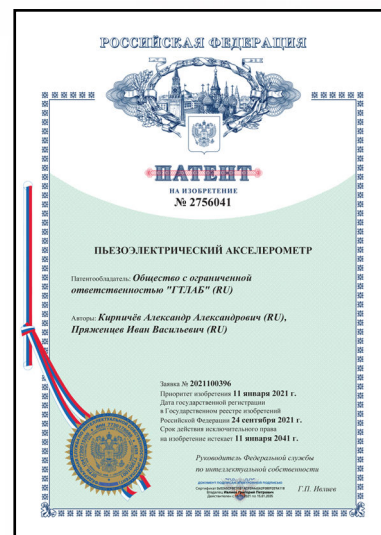 РОССИЙСКАЯ ФЕДЕРАЦИЯ
ПАТЕНТ
НА ИЗОБРЕТЕНИЕ
№ 2756041
ПЬЕЗОЭЛЕКТРИЧЕСКИЙ АКСЕЛЕРОМЕТР
Патентообладатель: Общество с ограниченной
ответственностью "ГТЛАБ" (RU)
Авторы: Кирпичёв Александр Александрович (RU),
Пряженцев Иван Васильевич (RU)
Заявка № 2021100396
Приоритет изобретения 11 января 2021 г.
Дата государственной регистрации
в Государственном реестре изобретений
Российской Федерации 24 сентября 2021 г.
Срок действия исключительного права
на изобретение истекает 11 января 2041 г.
Руководитель Федеральной службы
по интеллектуальной собственности
Г.П. Ивлиев